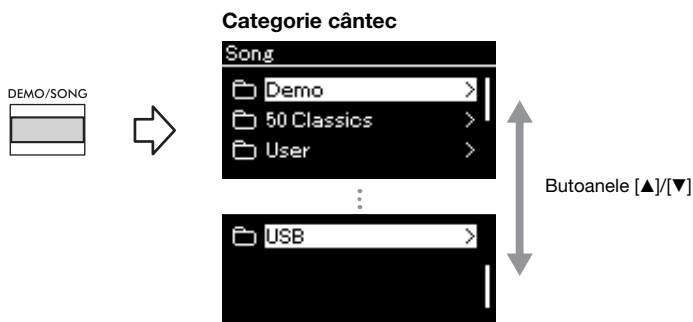 Categorie cântec
Song
DEMO/SONG
Demo >
50 Classics >
User >
Butoanele [▲]/[▼]
USB >